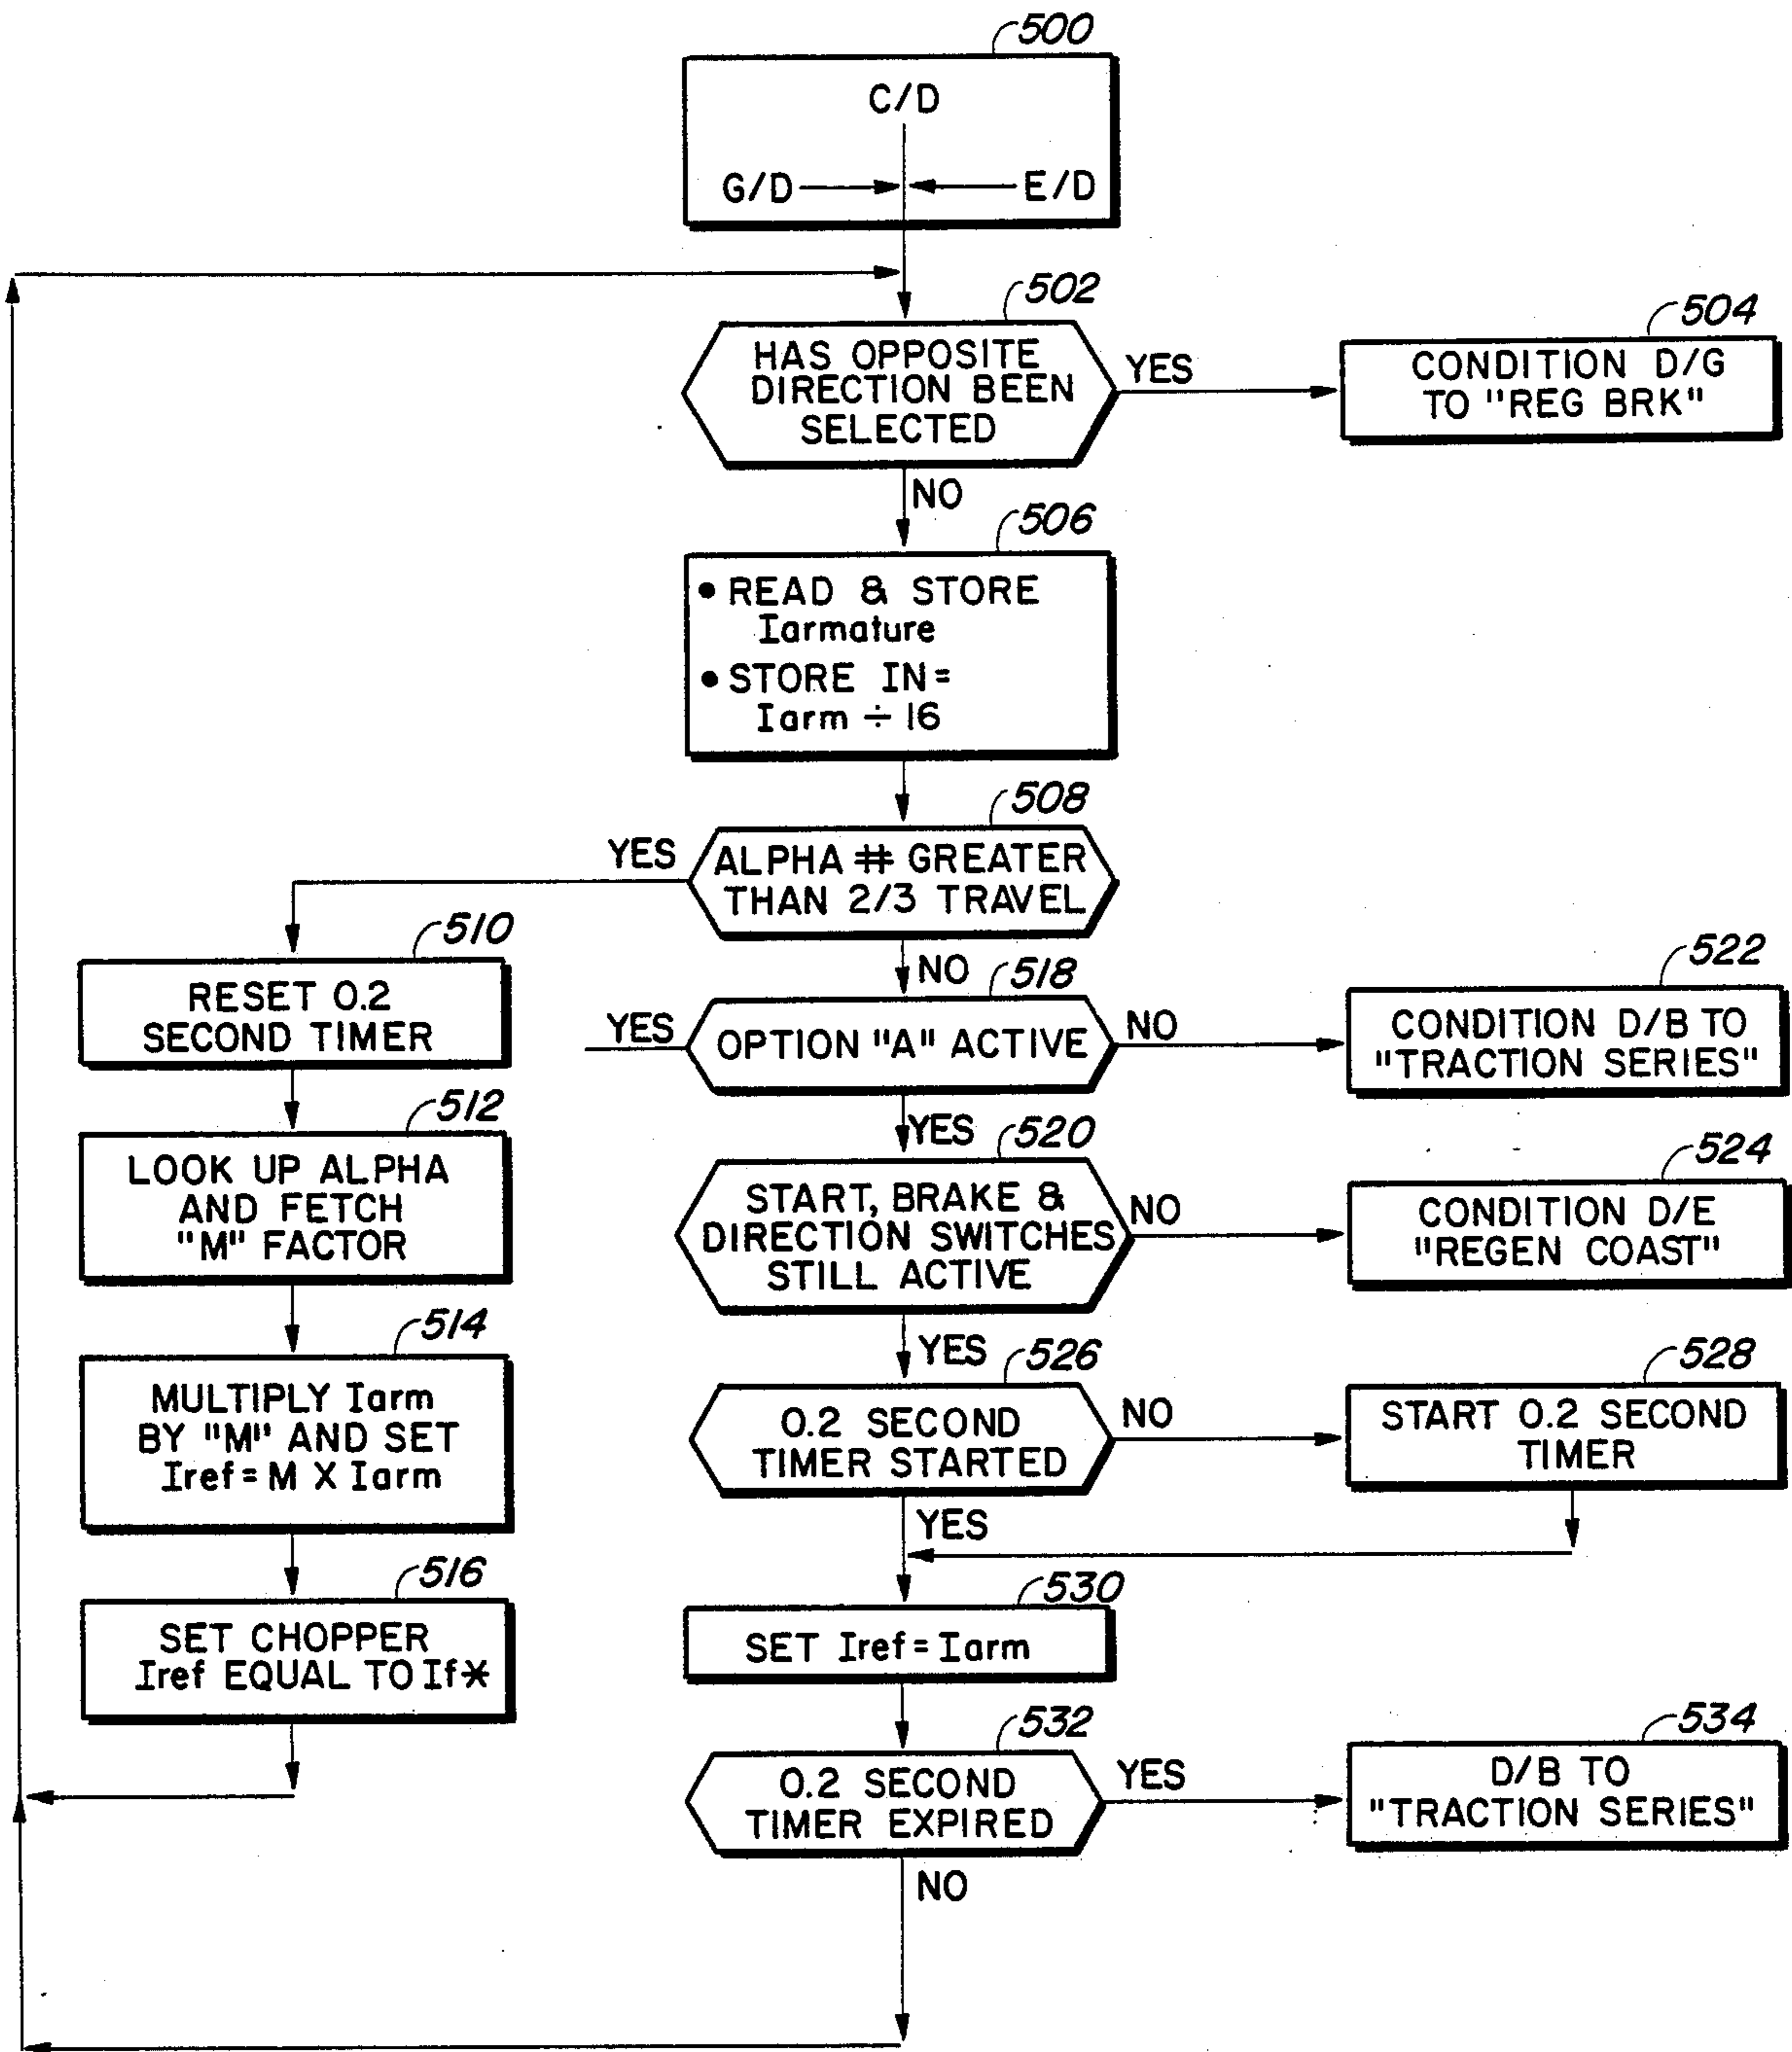 500
C/D
G/D
E/D
502
HAS OPPOSITE
DIRECTION BEEN
SELECTED
YES
504
CONDITION D/G
TO "REG BRK"
NO
506
• READ & STORE
Iarmature
• STORE IN=
Iarm ÷ 16
508
YES
ALPHA # GREATER
THAN 2/3 TRAVEL
510
RESET 0.2
SECOND TIMER
NO
518
YES
OPTION "A" ACTIVE
NO
522
CONDITION D/B TO
"TRACTION SERIES"
512
LOOK UP ALPHA
AND FETCH
"M" FACTOR
YES
520
START, BRAKE &
DIRECTION SWITCHES
STILL ACTIVE
NO
524
CONDITION D/E
"REGEN COAST"
514
MULTIPLY Iarm
BY "M" AND SET
Iref = M X Iarm
YES
526
0.2 SECOND
TIMER STARTED
NO
528
START 0.2 SECOND
TIMER
YES
516
SET CHOPPER
Iref EQUAL TO If*
530
SET Iref = Iarm
532
0.2 SECOND
TIMER EXPIRED
YES
534
D/B TO
"TRACTION SERIES"
NO